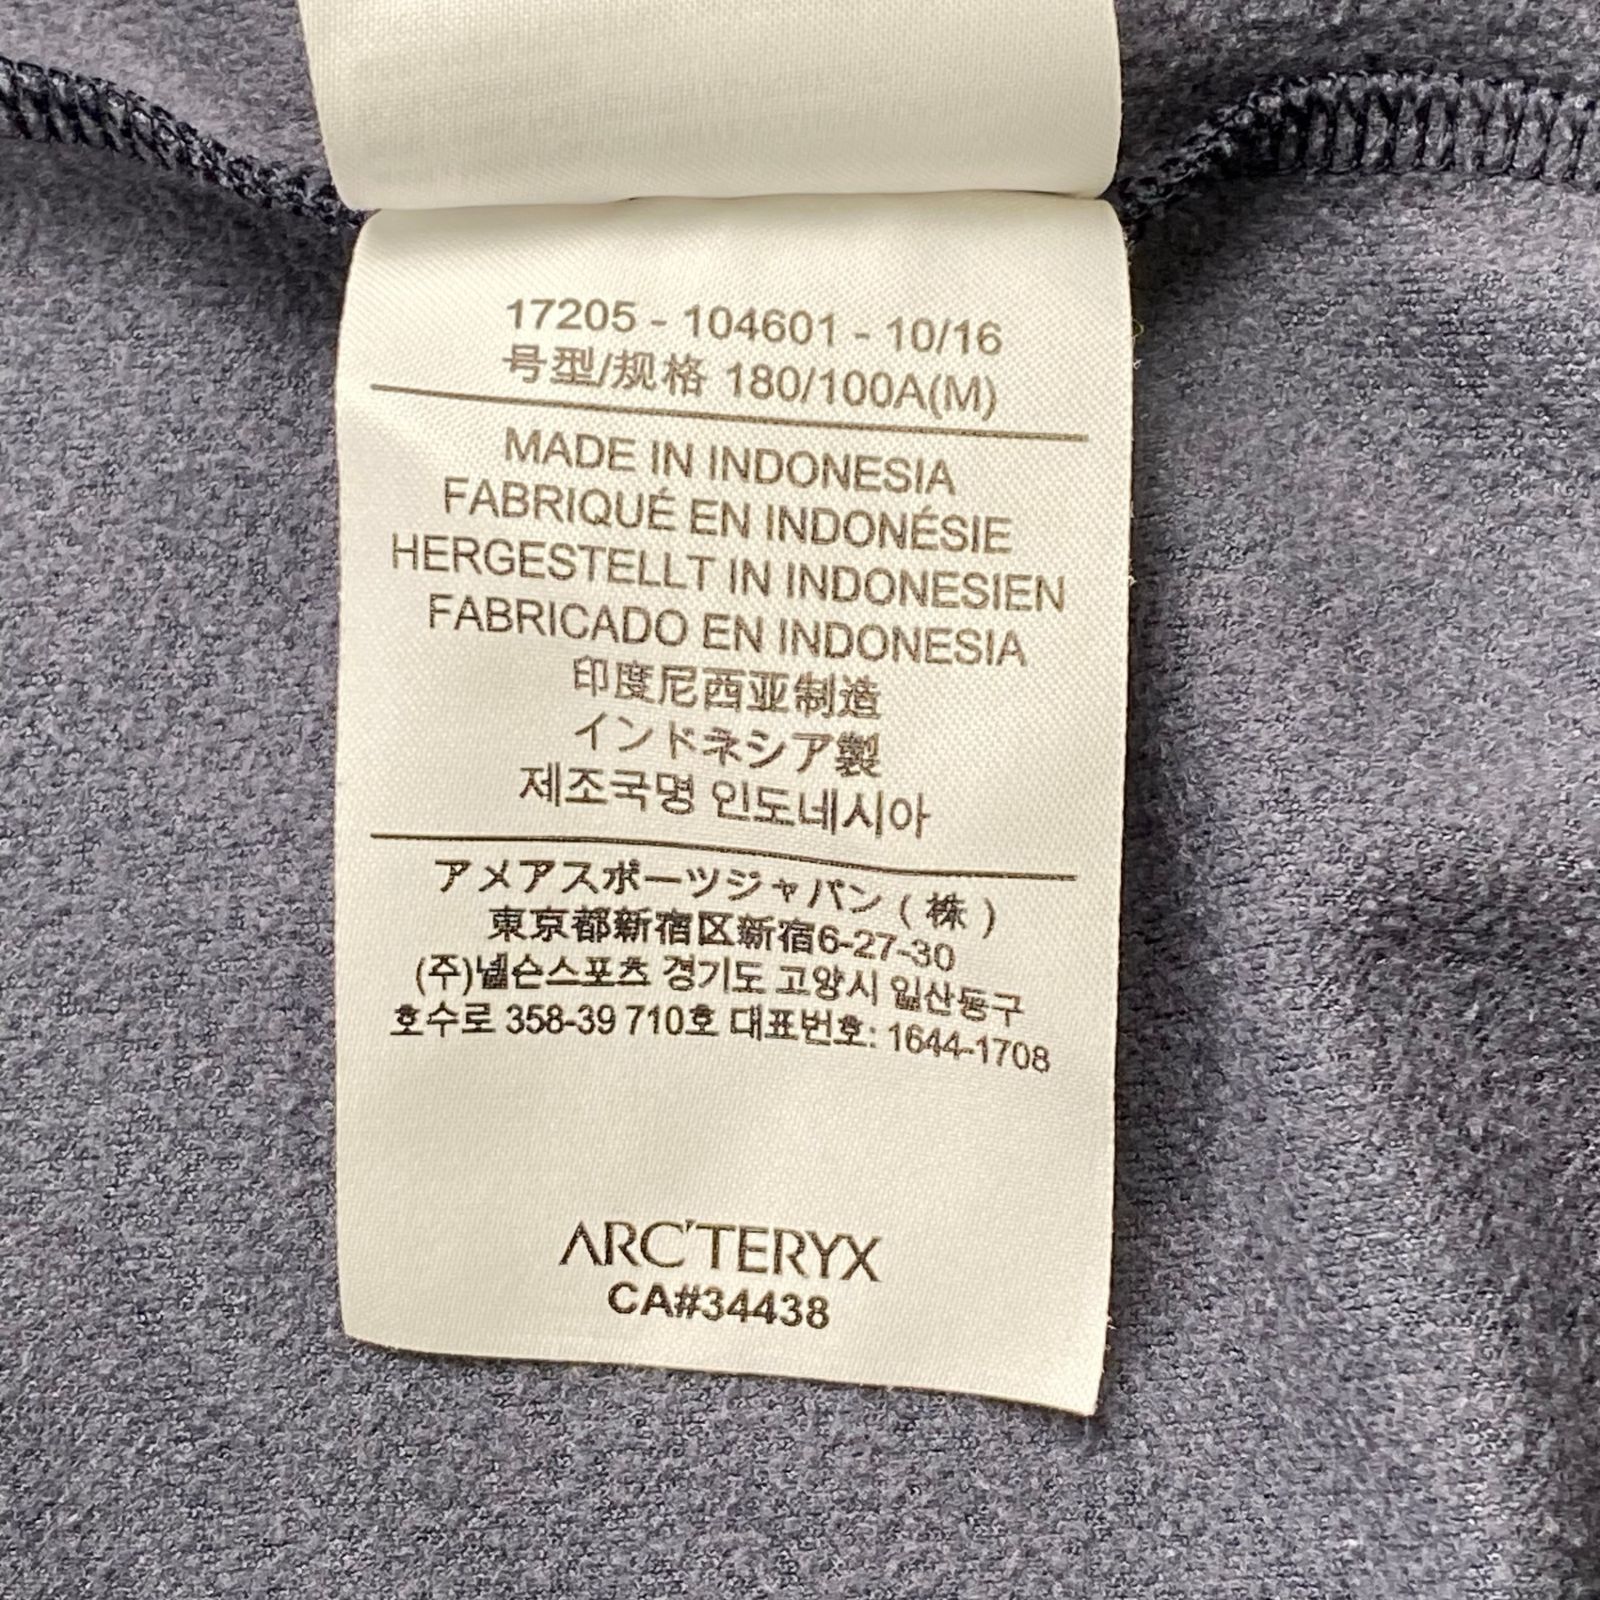 17205 - 104601 - 10/16
号型/规格 180/100A(M)
MADE IN INDONESIA
FABRIQUÉ EN INDONÉSIE
HERGESTELLT IN INDONESIEN
FABRICADO EN INDONESIA
印度尼西亚制造
インドネシア製
제조국명 인도네시아
アメアスポーツジャパン(株)
東京都新宿区新宿6-27-30
(주)넬슨스포츠 경기도 고양시 일산동구
호수로 358-39 710호 대표번호: 1644-1708
ARC'TERYX
CA#34438